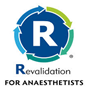 R
Revalidation
FOR ANAESTHETISTS